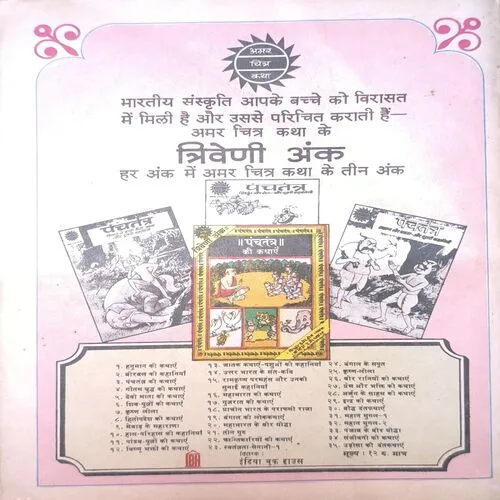 अमर
चित्र
कथा
भारतीय संस्कृति आपके बच्चे को विरासत
में मिली है और उससे परिचित कराती हैं—
अमर चित्र कथा के
त्रिवेणी अंक
हर अंक में अमर चित्र कथा के तीन अंक
पंचतंत्र
पंचतंत्र
पंचतंत्र
त्रिवेणी अंक
॥पंचतंत्र॥
की कथाएँ
१. हनुमान की कथाएं
२. बीरबल की कहानियाँ
३. पंचतंत्र की कथाएं
४. गौतम बुद्ध की कथाएं
५. देवी माता की कथाएं
६. शिव-पुत्रों की कथाएं
७. कृष्ण लीला
८. हितोपदेश की कथाएं
९. मेवाड़ के महाराणा
१०. हास-परिहास की कहानियाँ
११. पांडव-पुत्रों की कथाएं
१२. विष्णु भक्तों की कथाएं
१३. जातक कथाएं-पशुओं की कहानियाँ
१४. उत्तर भारत के संत-कवि
१५. रामकृष्ण परमहंस और उनकी
सुनाई कहानियाँ
१६. महाभारत की कथाएं
१७. गुजरात की कथाएं
१८. प्राचीन भारत के पराक्रमी राजा
१९. बंगाल की लोककथाएं
२०. महाभारत के वीर योद्धा
२१. तीन गुरु
२२. क्रान्तिकारियों की कथाएं
२३. स्वतंत्रता सेनानी-१
२४. बंगाल के सपूत
२५. कृष्ण-लीला
२६. वीर रानियों की कथाएं
२७. प्रेम और भक्ति की कथाएं
२८. अर्जुन के साहस की कथाएं
२९. इन्द्र की कथाएं
३०. बौद्ध दंतकथाएं
३१. महान मुगल-१
३२. महान मुगल-२
३३. पंजाब के वीर योद्धा
३४. संजीवनी की कथाएं
३५. उड़ीसा की दंतकथाएं
मूल्य : १२ रु. मात्र
IBH
वितरक :
इंडिया बुक हाउस